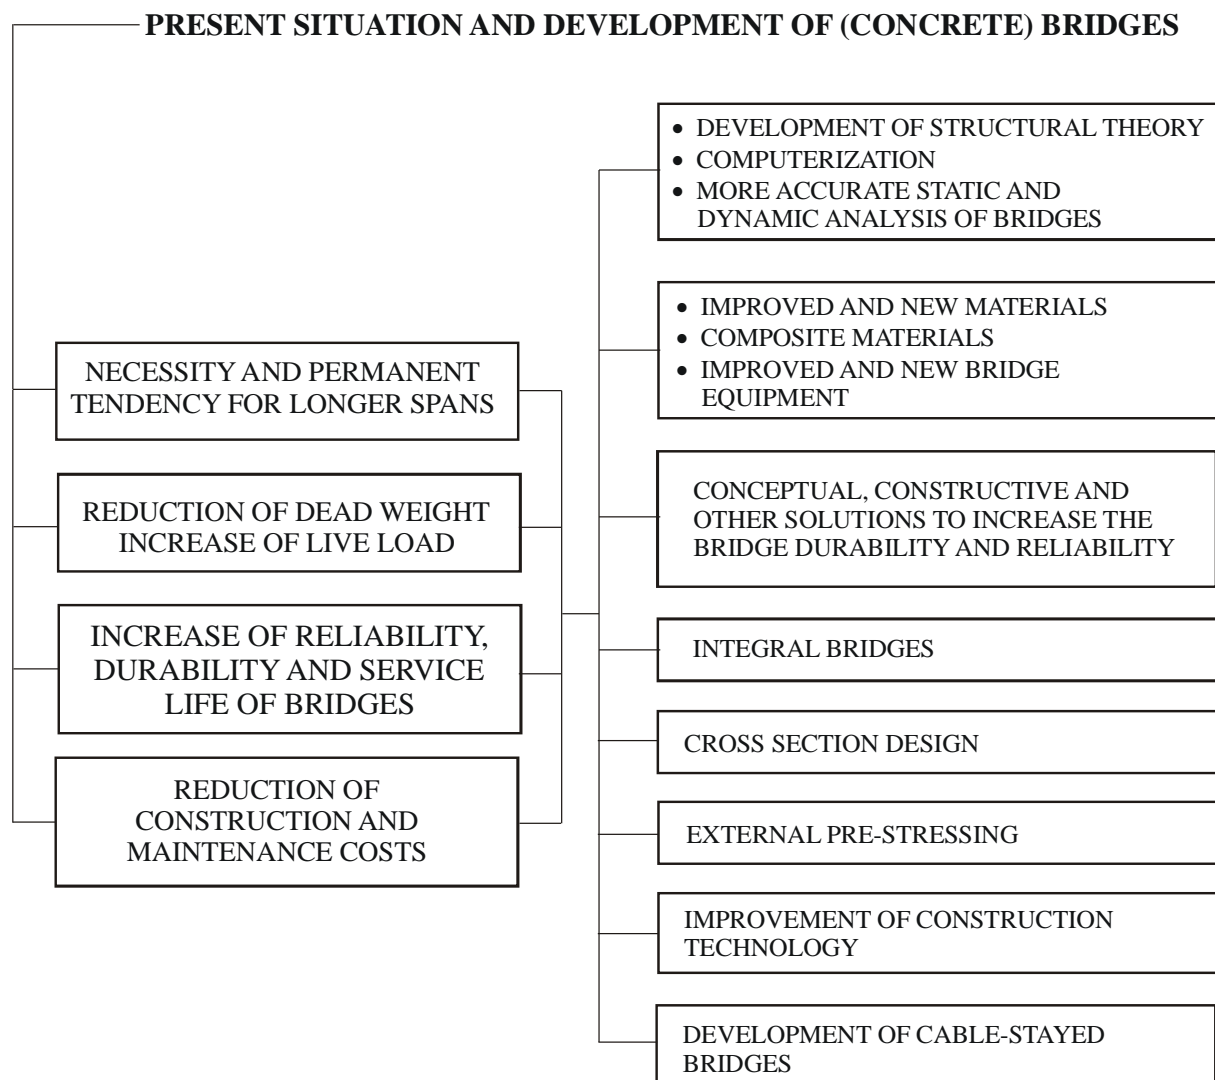 PRESENT SITUATION AND DEVELOPMENT OF (CONCRETE) BRIDGES
NECESSITY AND PERMANENT
TENDENCY FOR LONGER SPANS
REDUCTION OF DEAD WEIGHT
INCREASE OF LIVE LOAD
INCREASE OF RELIABILITY,
DURABILITY AND SERVICE
LIFE OF BRIDGES
REDUCTION OF
CONSTRUCTION AND
MAINTENANCE COSTS
• DEVELOPMENT OF STRUCTURAL THEORY
• COMPUTERIZATION
• MORE ACCURATE STATIC AND
DYNAMIC ANALYSIS OF BRIDGES
• IMPROVED AND NEW MATERIALS
• COMPOSITE MATERIALS
• IMPROVED AND NEW BRIDGE
EQUIPMENT
CONCEPTUAL, CONSTRUCTIVE AND
OTHER SOLUTIONS TO INCREASE THE
BRIDGE DURABILITY AND RELIABILITY
INTEGRAL BRIDGES
CROSS SECTION DESIGN
EXTERNAL PRE-STRESSING
IMPROVEMENT OF CONSTRUCTION
TECHNOLOGY
DEVELOPMENT OF CABLE-STAYED
BRIDGES